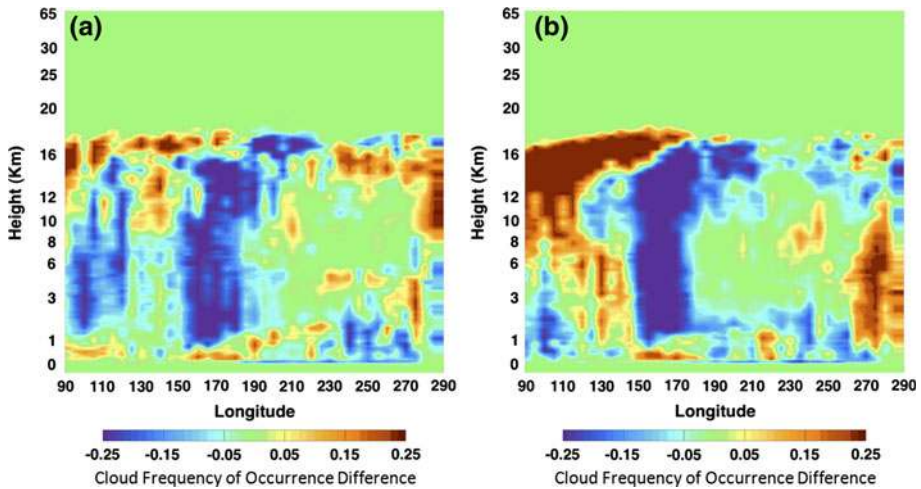 (a)
65
30
25
20
16
12
10
8
6
3
1
0
Height (Km)
90 110 130 150 170 190 210 230 250 270 290
Longitude
-0.25 -0.15 -0.05 0.05 0.15 0.25
Cloud Frequency of Occurrence Difference
(b)
65
30
25
20
16
12
10
8
6
3
1
0
Height (Km)
90 110 130 150 170 190 210 230 250 270 290
Longitude
-0.25 -0.15 -0.05 0.05 0.15 0.25
Cloud Frequency of Occurrence Difference